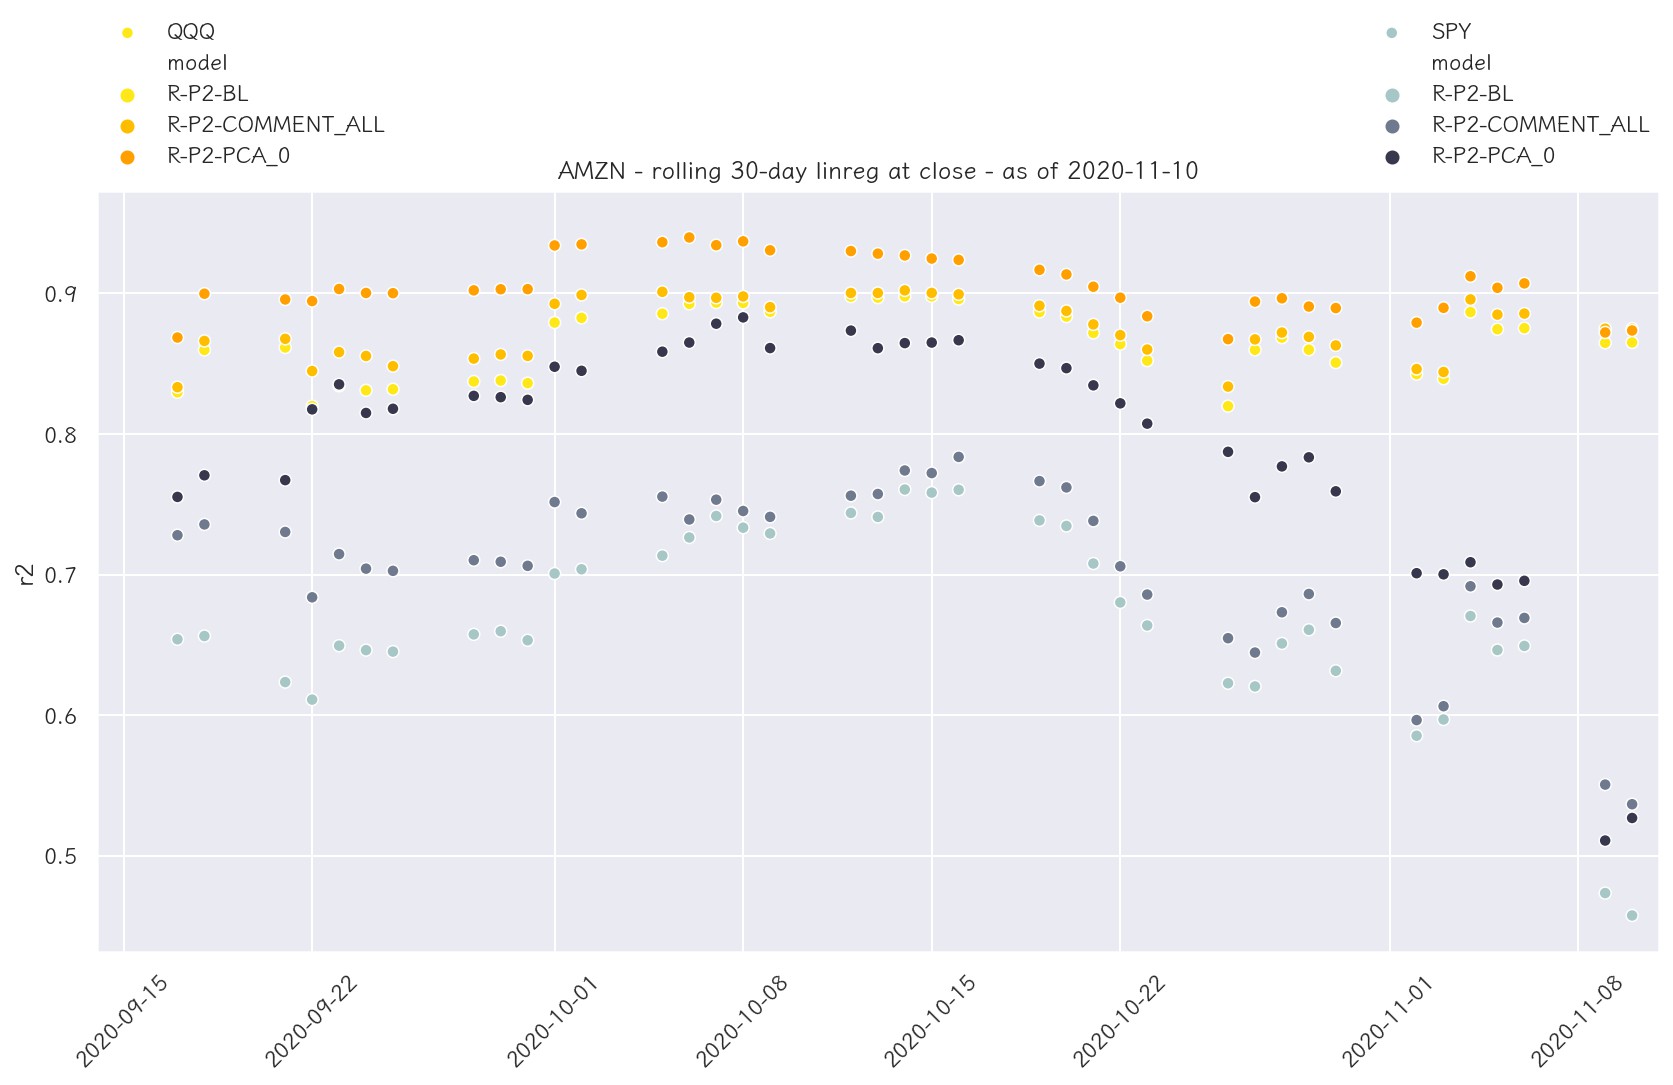 QQQ
model
R-P2-BL
R-P2-COMMENT_ALL
R-P2-PCA_0
SPY
model
R-P2-BL
R-P2-COMMENT_ALL
R-P2-PCA_0
AMZN - rolling 30-day linreg at close - as of 2020-11-10
r2
0.9
0.8
0.7
0.6
0.5
2020-09-15
2020-09-22
2020-10-01
2020-10-08
2020-10-15
2020-10-22
2020-11-01
2020-11-08